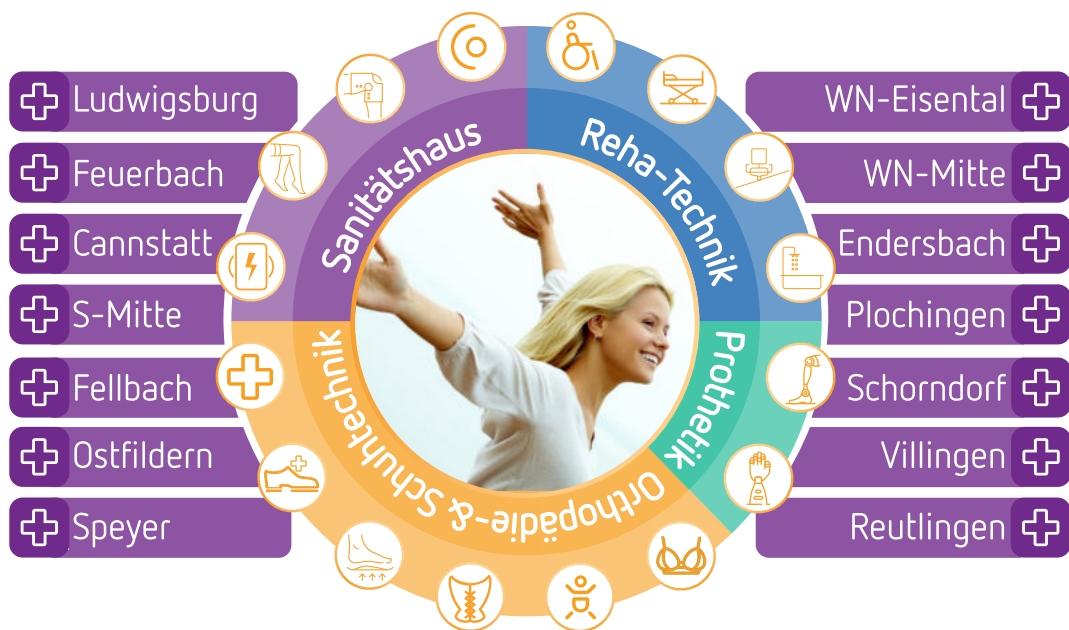 Ludwigsburg
Feuerbach
Cannstatt
S-Mitte
Fellbach
Ostfildern
Speyer
Sanitätshaus
Reha-Technik
Prothetik
Orthopädie-& Schuhtechnik
WN-Eisental
WN-Mitte
Endersbach
Plochingen
Schorndorf
Villingen
Reutlingen